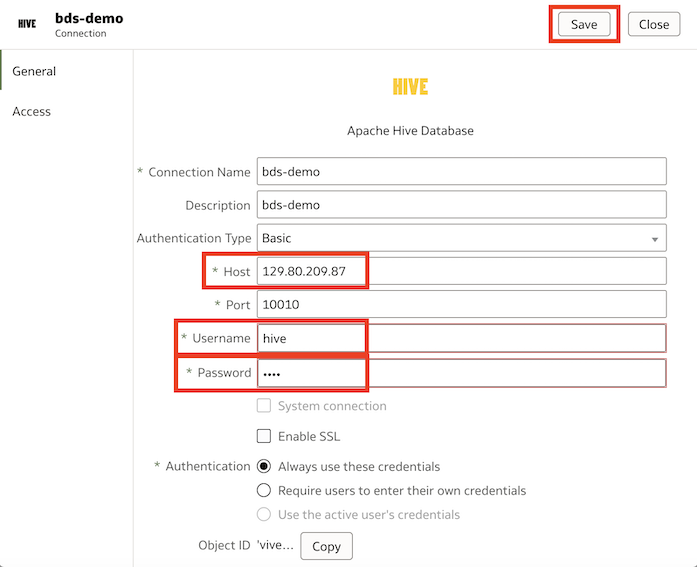 HIVE
bds-demo
Connection
Save
Close
General
Access
HIVE
Apache Hive Database
* Connection Name bds-demo
Description bds-demo
Authentication Type Basic
* Host 129.80.209.87
* Port 10010
* Username hive
* Password ••••
System connection
Enable SSL
* Authentication Always use these credentials
Require users to enter their own credentials
Use the active user's credentials
Object ID 'vive... Copy